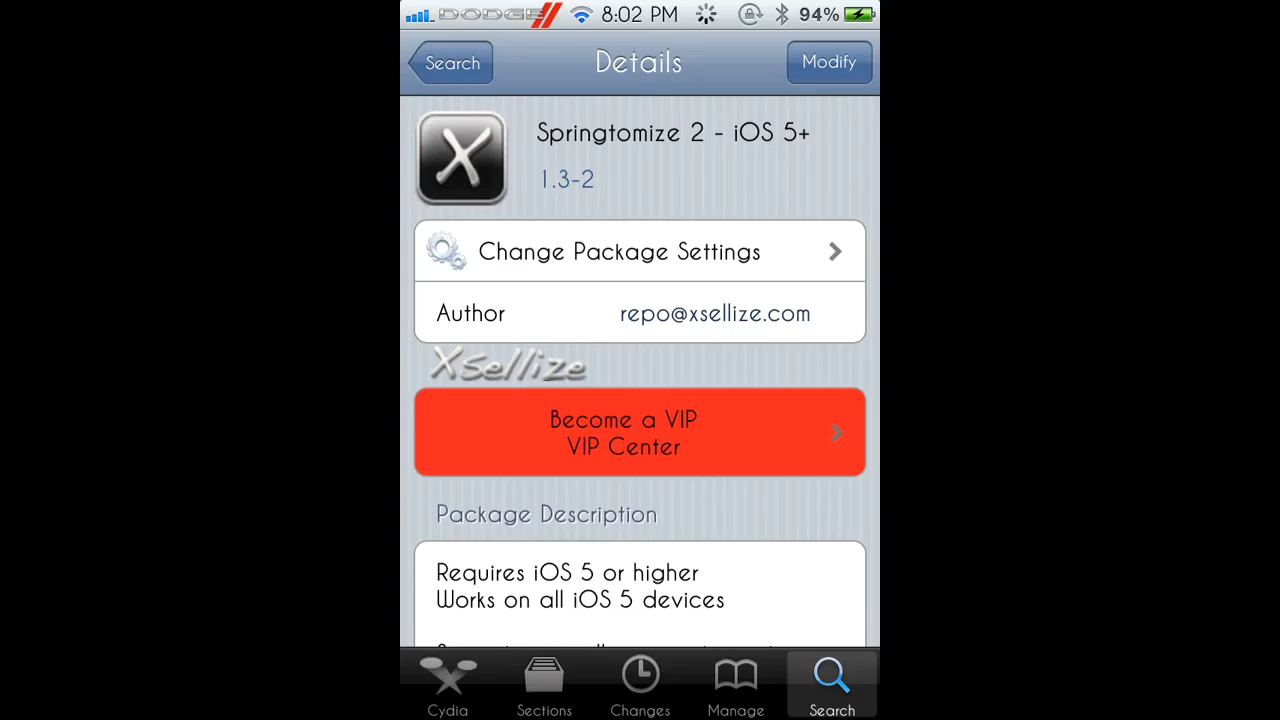 DODGE 8:02 PM 94%
Search Details Modify
X
Springtomize 2 - iOS 5+
1.3-2
Change Package Settings
Author repo@xsellize.com
Xsellize
Become a VIP
VIP Center
Package Description
Requires iOS 5 or higher
Works on all iOS 5 devices
Cydia Sections Changes Manage Search